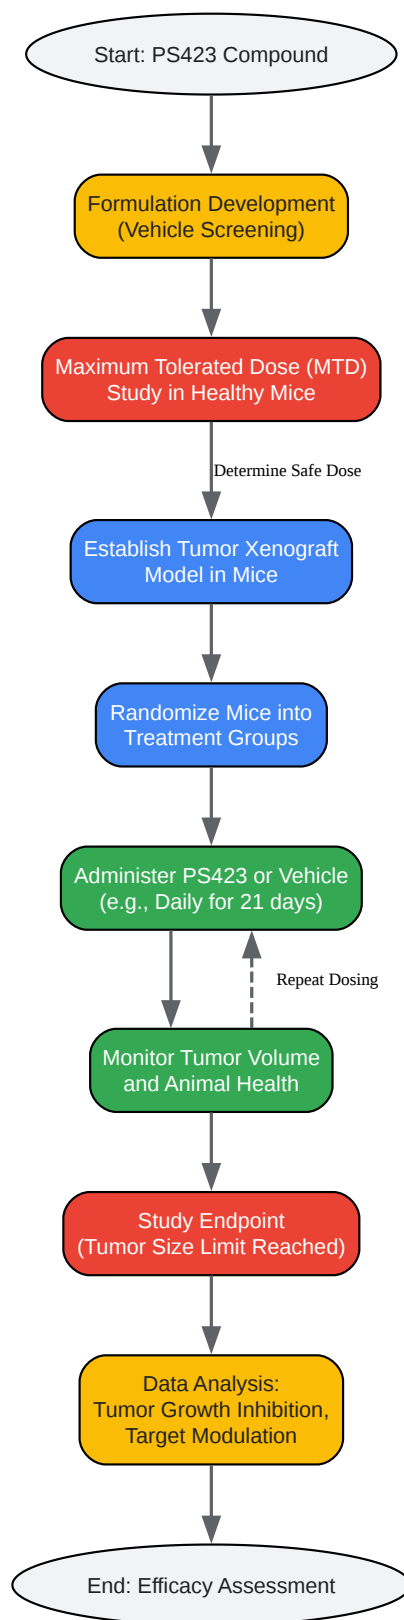 Start: PS423 Compound
Formulation Development
(Vehicle Screening)
Maximum Tolerated Dose (MTD)
Study in Healthy Mice
Determine Safe Dose
Establish Tumor Xenograft
Model in Mice
Randomize Mice into
Treatment Groups
Administer PS423 or Vehicle
(e.g., Daily for 21 days)
Repeat Dosing
Monitor Tumor Volume
and Animal Health
Study Endpoint
(Tumor Size Limit Reached)
Data Analysis:
Tumor Growth Inhibition,
Target Modulation
End: Efficacy Assessment